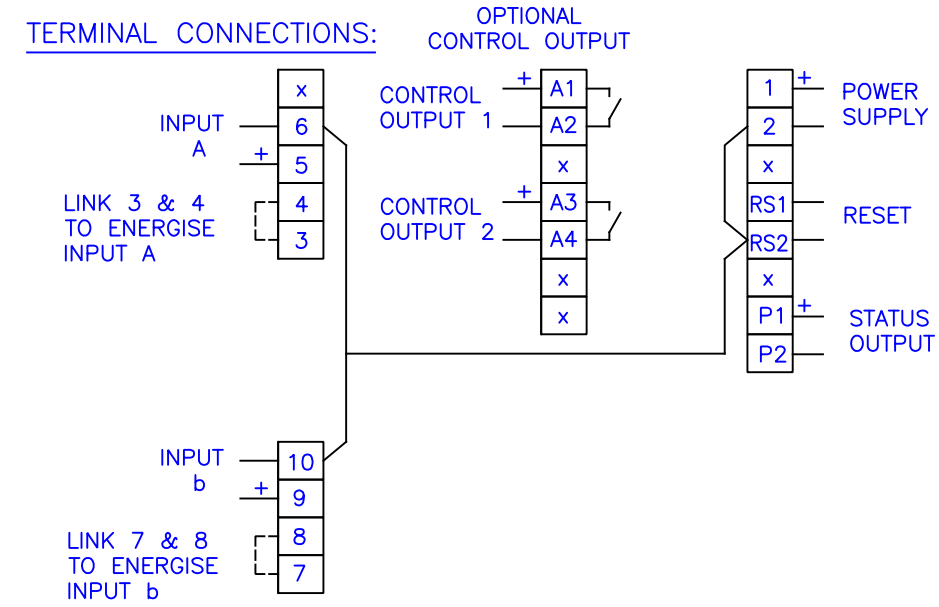 TERMINAL CONNECTIONS:
OPTIONAL
CONTROL OUTPUT
x
INPUT
A
6
+
5
LINK 3 & 4
TO ENERGISE
INPUT A
4
3
CONTROL
OUTPUT 1
+
A1
A2
x
CONTROL
OUTPUT 2
+
A3
A4
x
x
1
+
POWER
SUPPLY
2
x
RS1
RESET
RS2
x
P1
+
STATUS
OUTPUT
P2
INPUT
b
10
+
9
LINK 7 & 8
TO ENERGISE
INPUT b
8
7